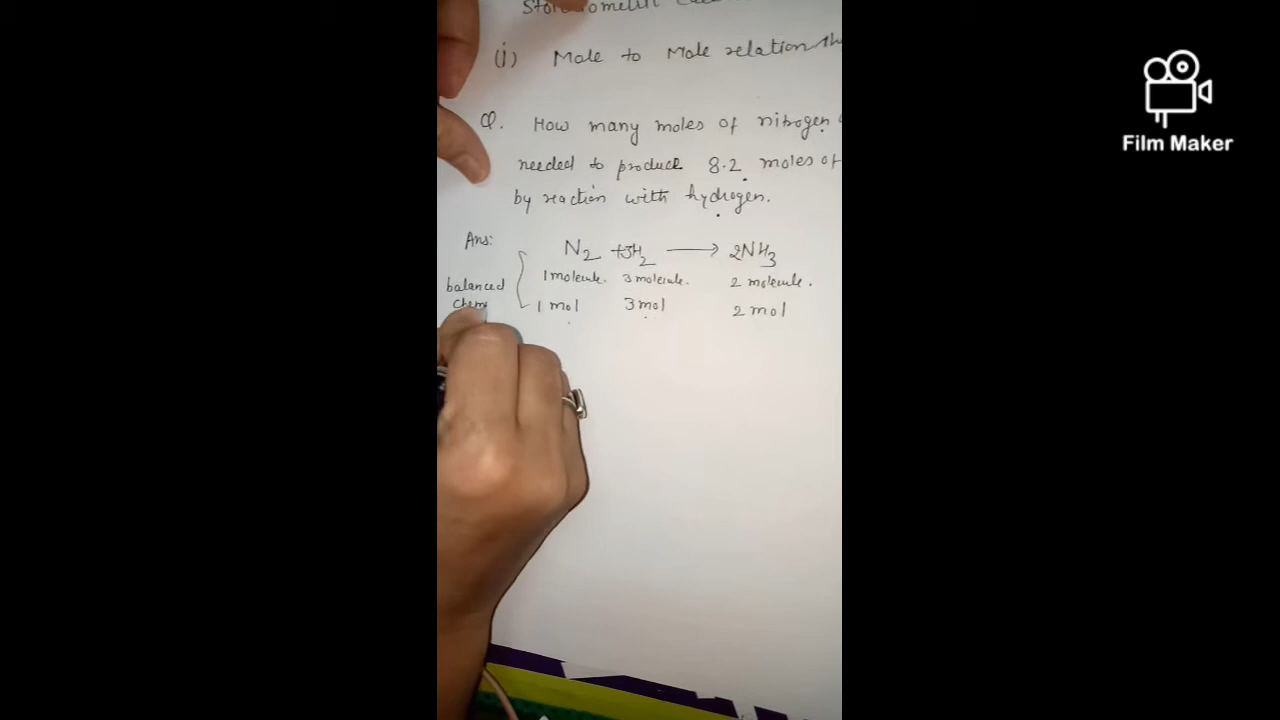 (i) Mole to Mole relation
Q. How many moles of nitrogen
needed to produce 8.2 moles of
by reaction with hydrogen.
Ans:
N2 +3H2 → 2NH3
1 molecule. 3 molecule. 2 molecule.
balanced
1 mol 3 mol 2 mol
Film Maker